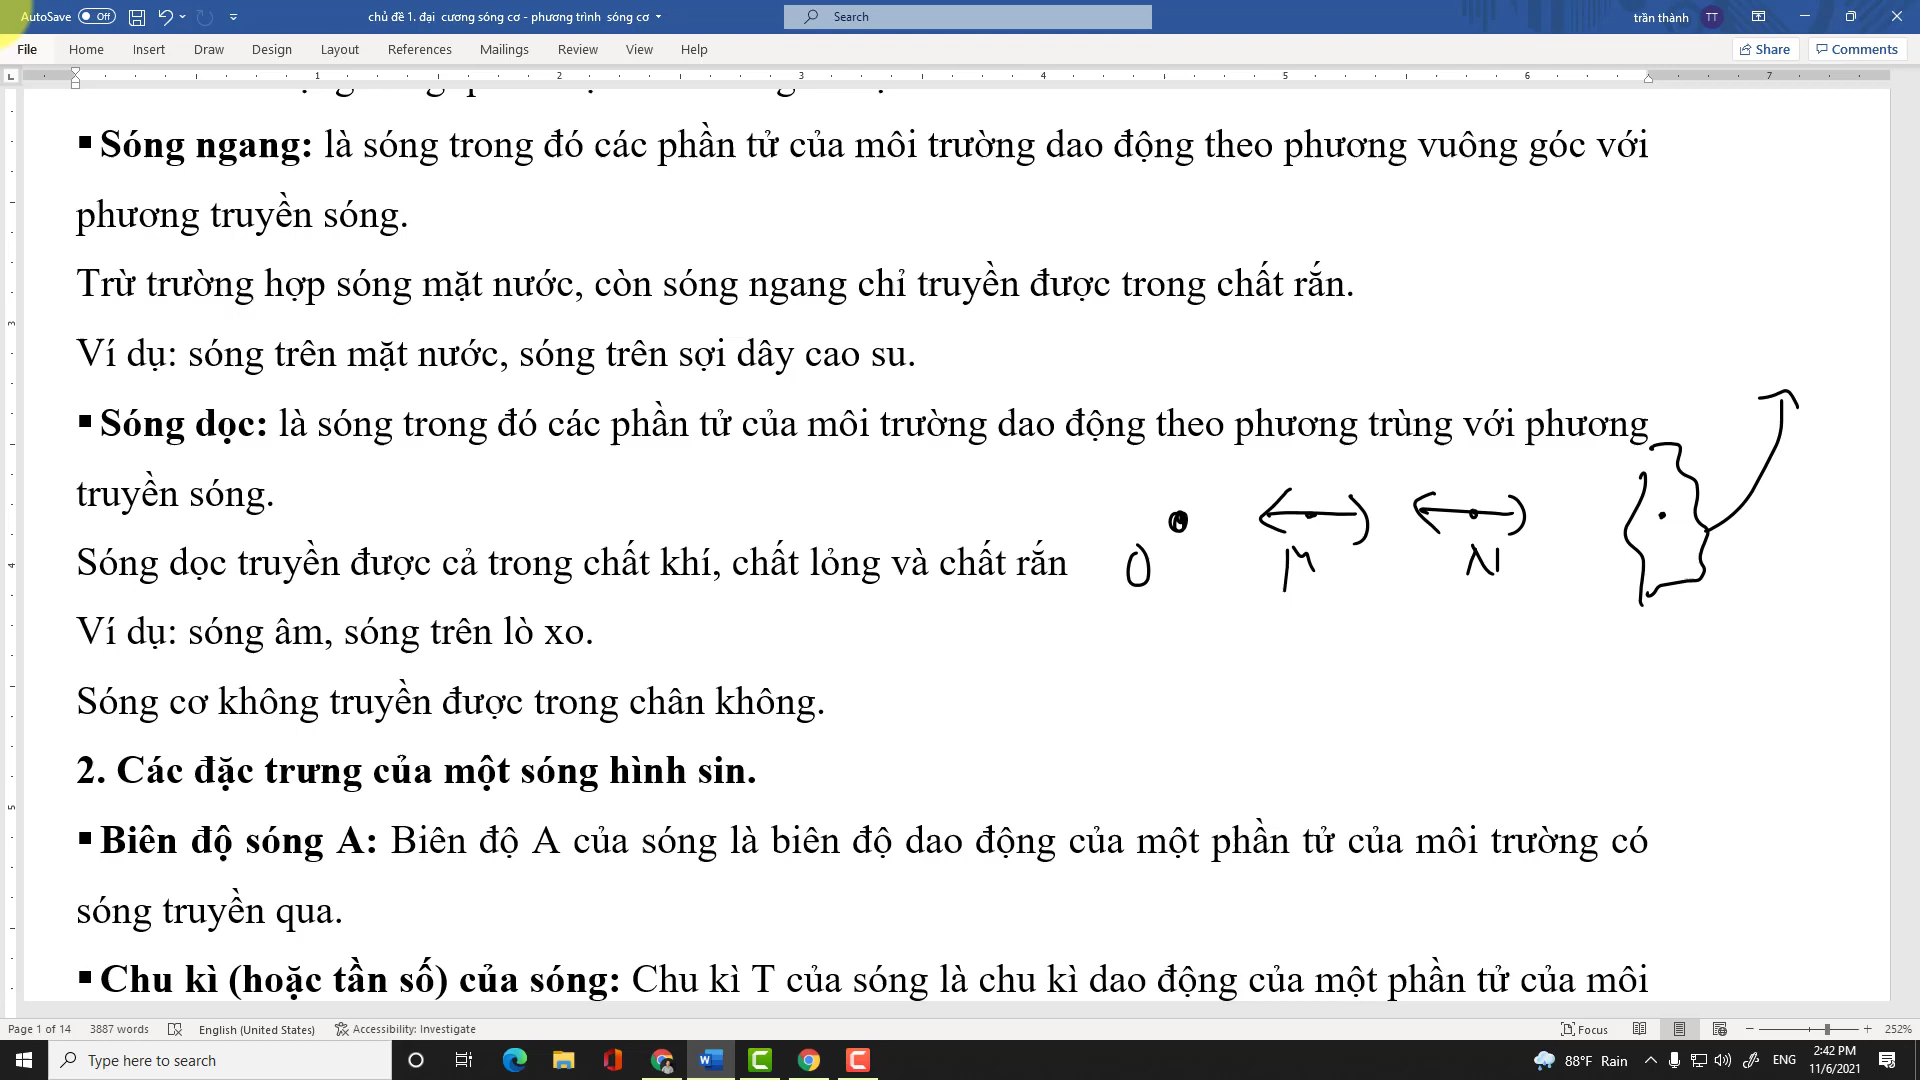 AutoSave Off chủ đề 1. đại cương sóng cơ - phương trình sóng cơ Search trần thành TT
File Home Insert Draw Design Layout References Mailings Review View Help Share Comments
1 2 3 4 5 6 7
▪ Sóng ngang: là sóng trong đó các phần tử của môi trường dao động theo phương vuông góc với
phương truyền sóng.
Trừ trường hợp sóng mặt nước, còn sóng ngang chỉ truyền được trong chất rắn.
3
Ví dụ: sóng trên mặt nước, sóng trên sợi dây cao su.
▪ Sóng dọc: là sóng trong đó các phần tử của môi trường dao động theo phương trùng với phương
truyền sóng.
Sóng dọc truyền được cả trong chất khí, chất lỏng và chất rắn
O M N
4
Ví dụ: sóng âm, sóng trên lò xo.
Sóng cơ không truyền được trong chân không.
2. Các đặc trưng của một sóng hình sin.
5
▪ Biên độ sóng A: Biên độ A của sóng là biên độ dao động của một phần tử của môi trường có
sóng truyền qua.
▪ Chu kì (hoặc tần số) của sóng: Chu kì T của sóng là chu kì dao động của một phần tử của môi
Page 1 of 14 3887 words English (United States) Accessibility: Investigate Focus 252%
Type here to search 88°F Rain ENG 2:42 PM
11/6/2021